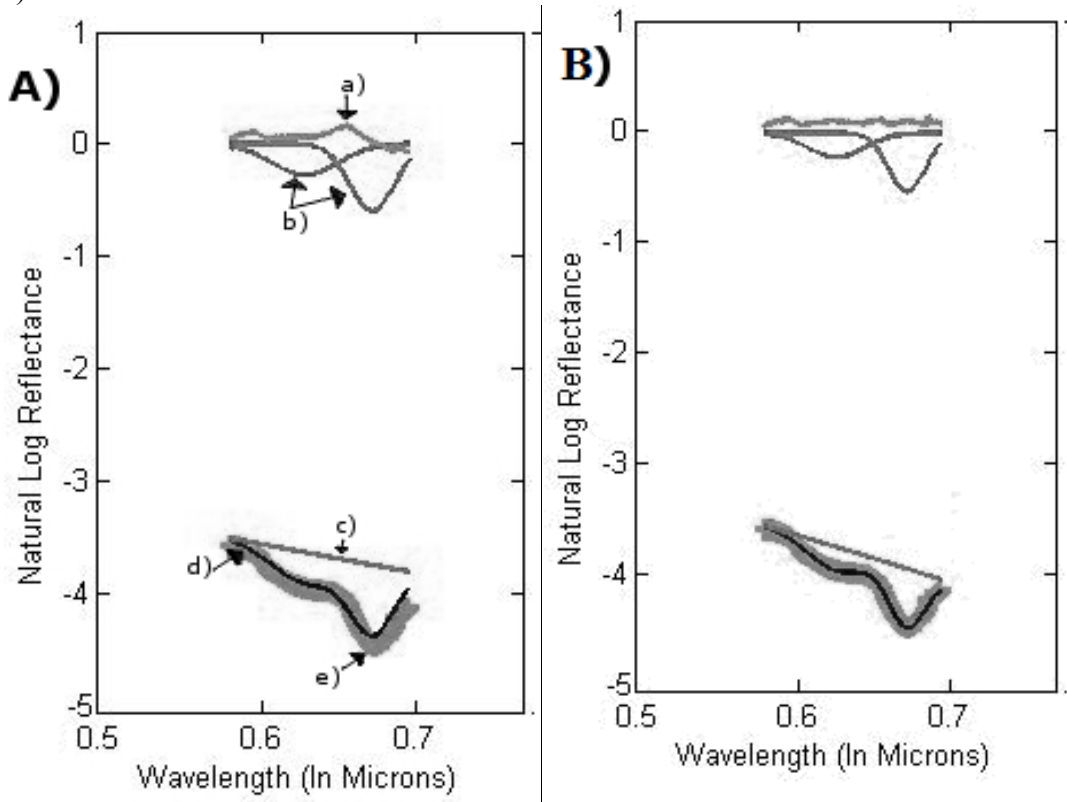 )
A)
1
0
-1
-2
-3
-4
-5
0.5
0.6
0.7
Natural Log Reflectance
Wavelength (In Microns)
a)
b)
c)
d)
e)
B)
1
0
-1
-2
-3
-4
-5
0.5
0.6
0.7
Natural Log Reflectance
Wavelength (In Microns)